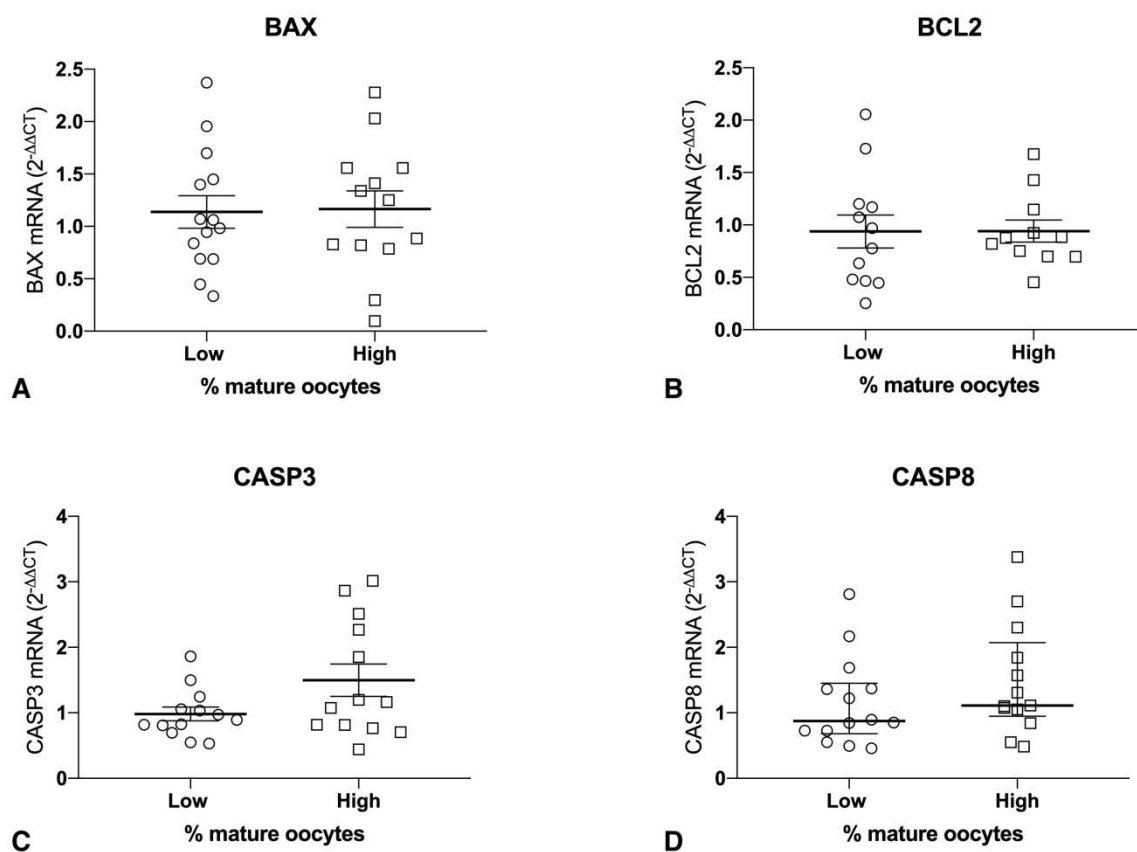 BAX
BAX mRNA (2-ΔΔCT)
2.5
2.0
1.5
1.0
0.5
0.0
Low High
% mature oocytes
A
BCL2
BCL2 mRNA (2-ΔΔCT)
2.5
2.0
1.5
1.0
0.5
0.0
Low High
% mature oocytes
B
CASP3
CASP3 mRNA (2-ΔΔCT)
4
3
2
1
0
Low High
% mature oocytes
C
CASP8
CASP8 mRNA (2-ΔΔCT)
4
3
2
1
0
Low High
% mature oocytes
D